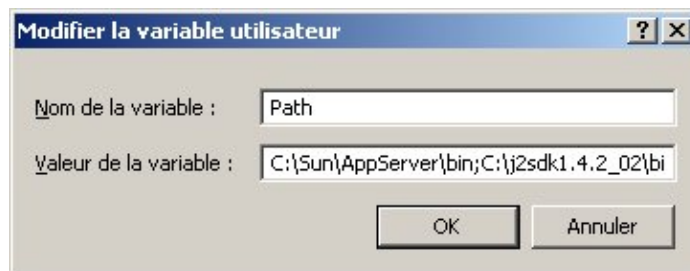 Modifier la variable utilisateur ? X
Nom de la variable : Path
Valeur de la variable : C:\Sun\AppServer\bin;C:\j2sdk1.4.2_02\bi
OK Annuler